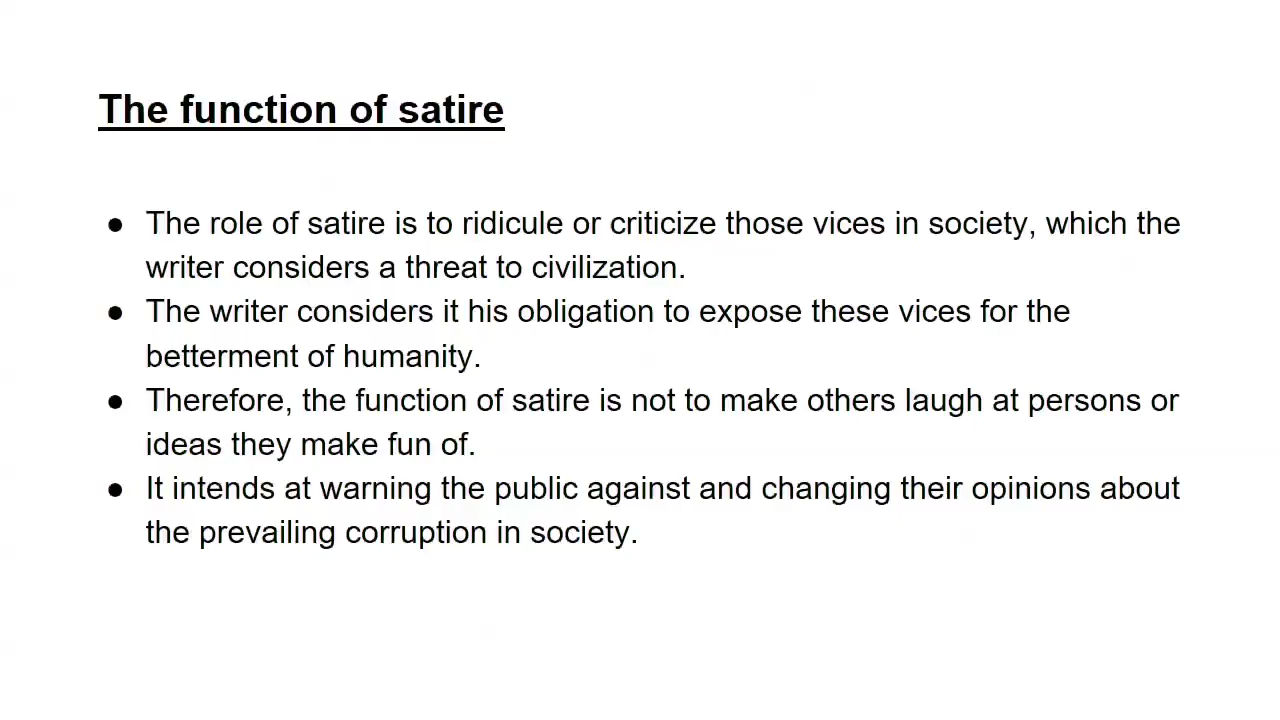 The function of satire
● The role of satire is to ridicule or criticize those vices in society, which the
writer considers a threat to civilization.
● The writer considers it his obligation to expose these vices for the
betterment of humanity.
● Therefore, the function of satire is not to make others laugh at persons or
ideas they make fun of.
● It intends at warning the public against and changing their opinions about
the prevailing corruption in society.